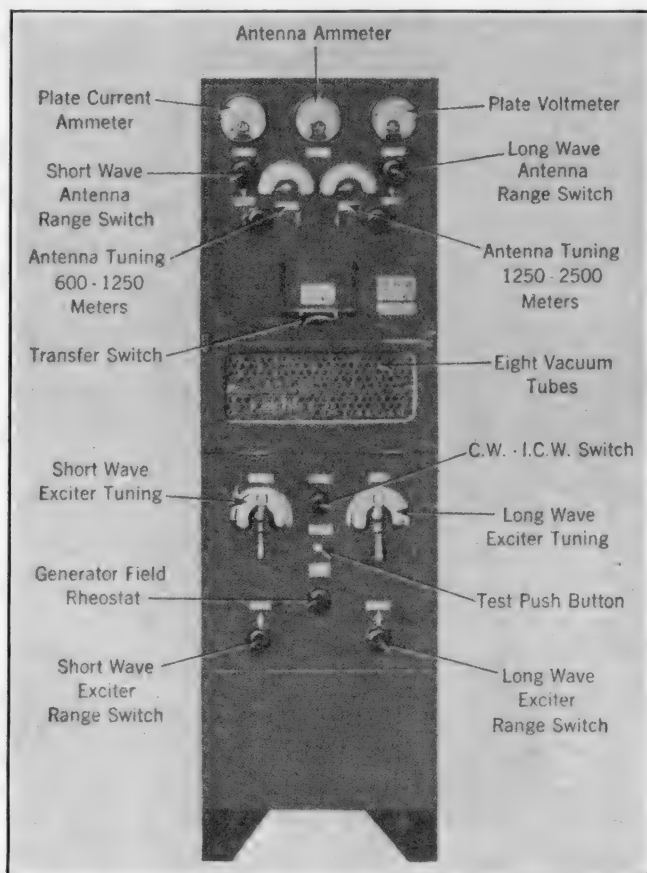 Antenna Ammeter
Plate Current
Ammeter
Plate Voltmeter
Short Wave
Antenna
Range Switch
Long Wave
Antenna
Range Switch
Antenna Tuning
600 - 1250
Meters
Antenna Tuning
1250 - 2500
Meters
Transfer Switch
Eight Vacuum
Tubes
Short Wave
Exciter Tuning
C.W. - I.C.W. Switch
Long Wave
Exciter Tuning
Generator Field
Rheostat
Test Push Button
Short Wave
Exciter
Range Switch
Long Wave
Exciter
Range Switch